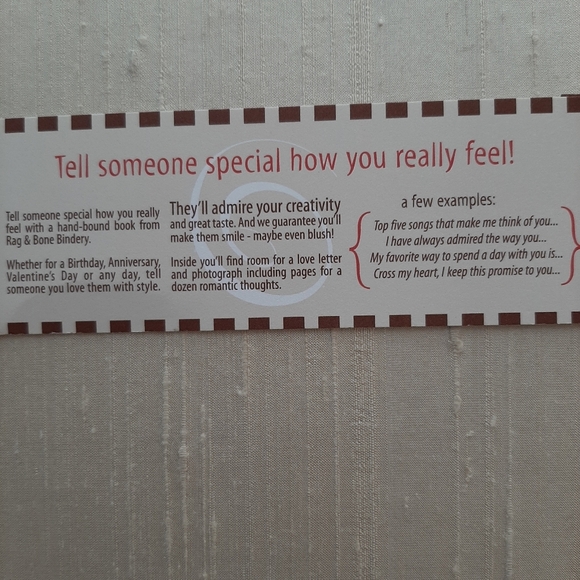 Tell someone special how you really feel!
Tell someone special how you really
feel with a hand-bound book from
Rag & Bone Bindery.
Whether for a Birthday, Anniversary,
Valentine's Day or any day, tell
someone you love them with style.
They'll admire your creativity
and great taste. And we guarantee you'll
make them smile - maybe even blush!
Inside you'll find room for a love letter
and photograph including pages for a
dozen romantic thoughts.
a few examples:
Top five songs that make me think of you...
I have always admired the way you...
My favorite way to spend a day with you is...
Cross my heart, I keep this promise to you...